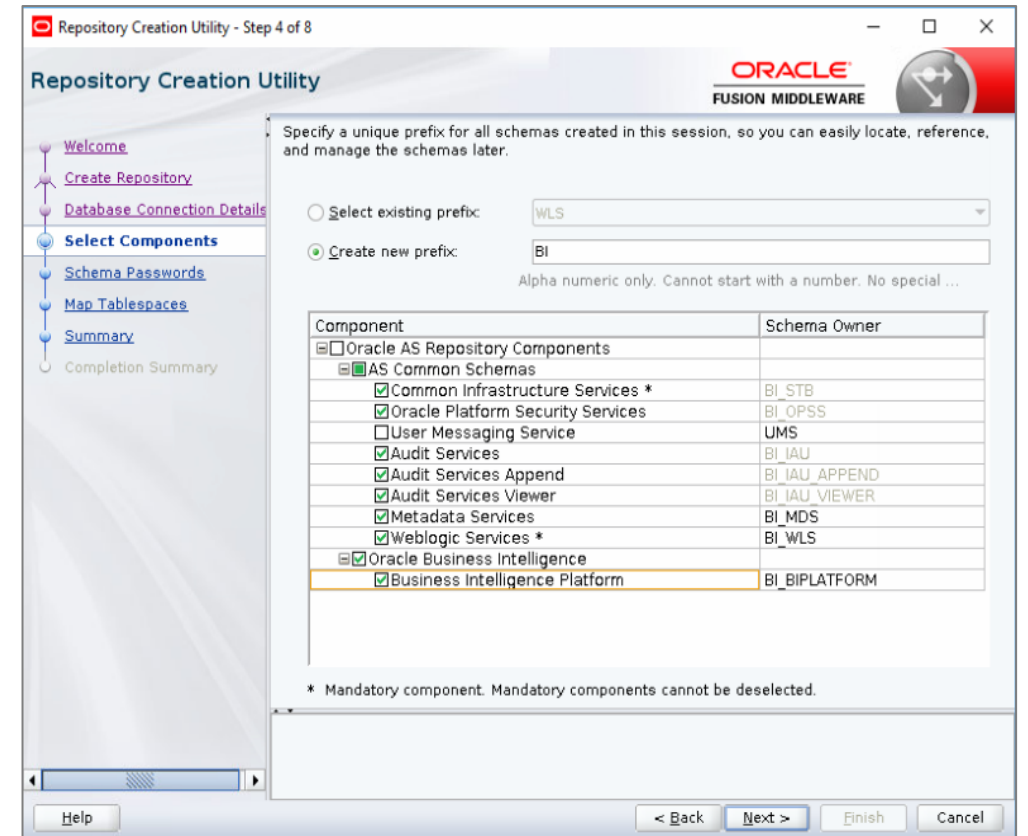 Repository Creation Utility - Step 4 of 8
Repository Creation Utility
ORACLE
FUSION MIDDLEWARE
Welcome
Create Repository
Database Connection Details
Select Components
Schema Passwords
Map Tablespaces
Summary
Completion Summary
Specify a unique prefix for all schemas created in this session, so you can easily locate, reference,
and manage the schemas later.
Select existing prefix: WLS
Create new prefix: BI
Alpha numeric only. Cannot start with a number. No special ...
Component Schema Owner
Oracle AS Repository Components
AS Common Schemas
Common Infrastructure Services * BI_STB
Oracle Platform Security Services BI_OPSS
User Messaging Service UMS
Audit Services BI_IAU
Audit Services Append BI_IAU_APPEND
Audit Services Viewer BI_IAU_VIEWER
Metadata Services BI_MDS
Weblogic Services * BI_WLS
Oracle Business Intelligence
Business Intelligence Platform BI_BIPLATFORM
* Mandatory component. Mandatory components cannot be deselected.
Help < Back Next > Finish Cancel